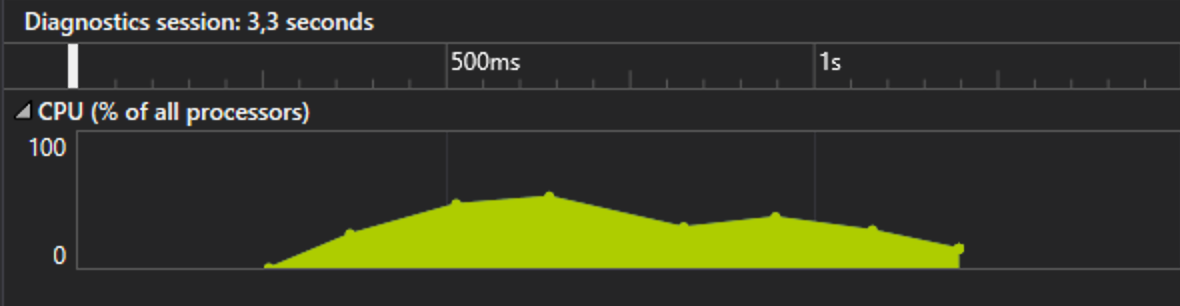 Diagnostics session: 3,3 seconds
500ms 1s
CPU (% of all processors)
100
0